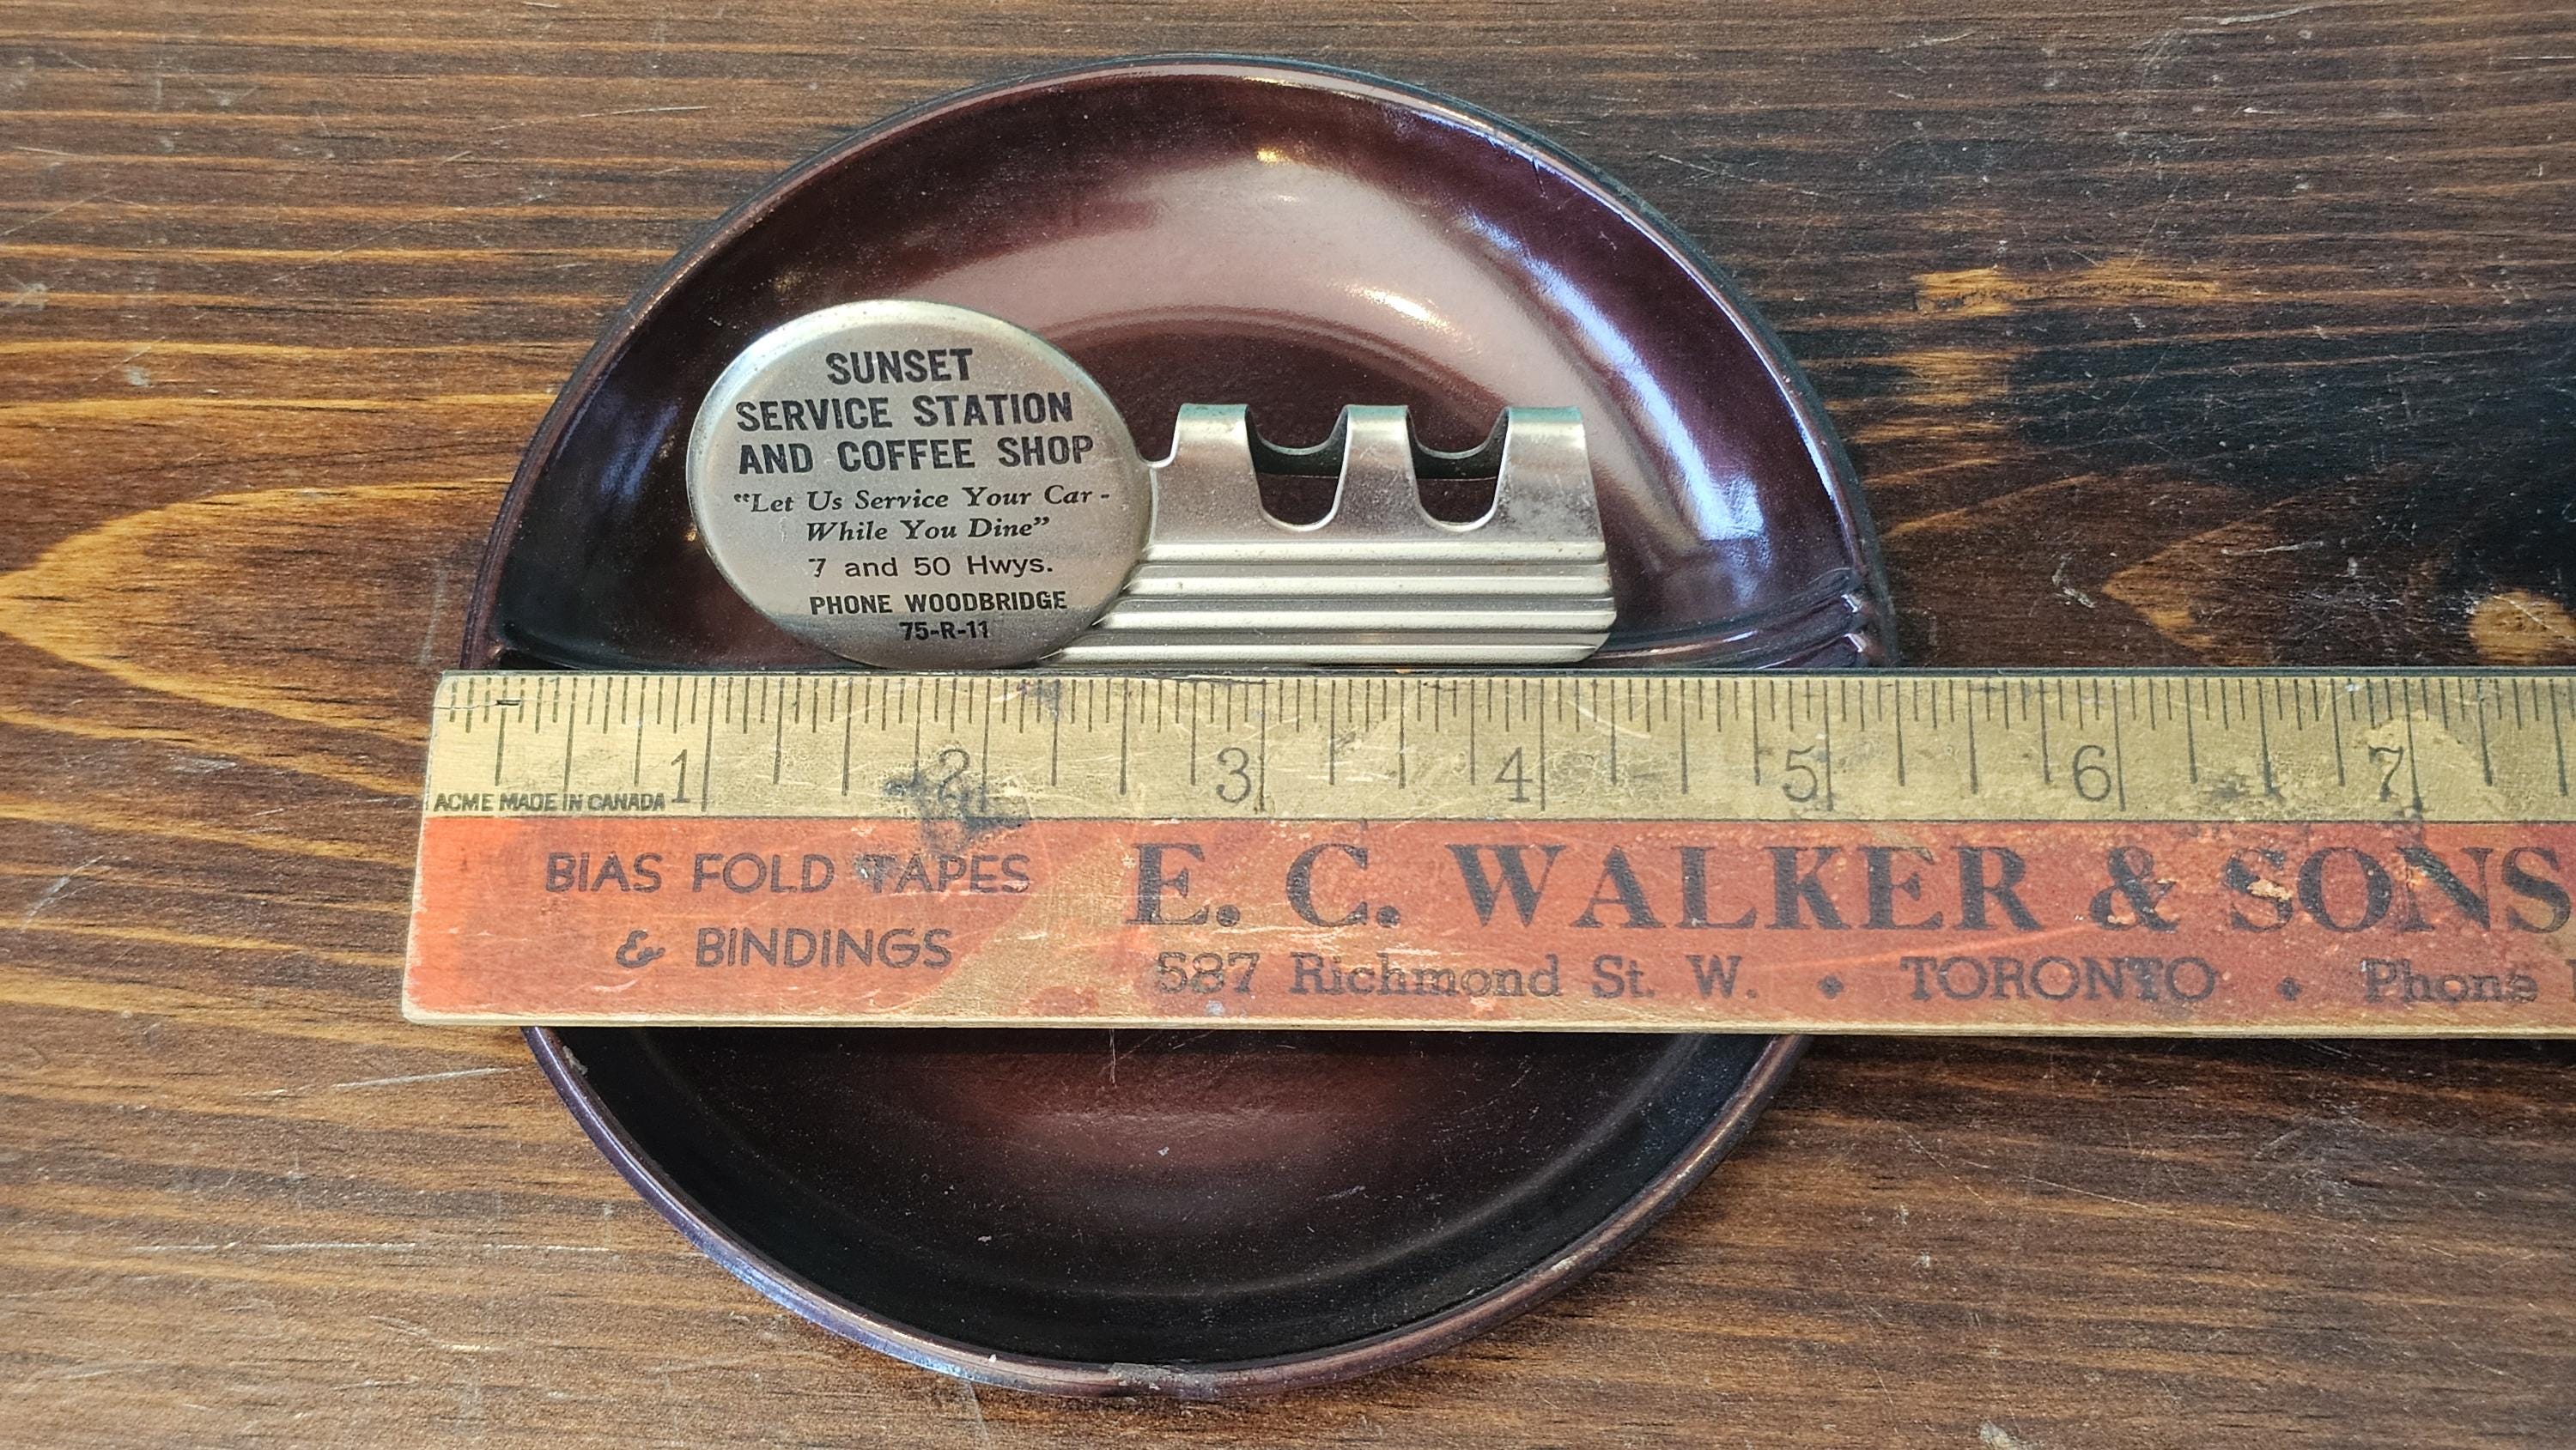 SUNSET
SERVICE STATION
AND COFFEE SHOP
"Let Us Service Your Car -
While You Dine"
7 and 50 Hwys.
PHONE WOODBRIDGE
75-R-11
1 2 3 4 5 6 7
ACME MADE IN CANADA
BIAS FOLD TAPES
& BINDINGS
E. C. WALKER & SONS
587 Richmond St. W. • TORONTO • Phone